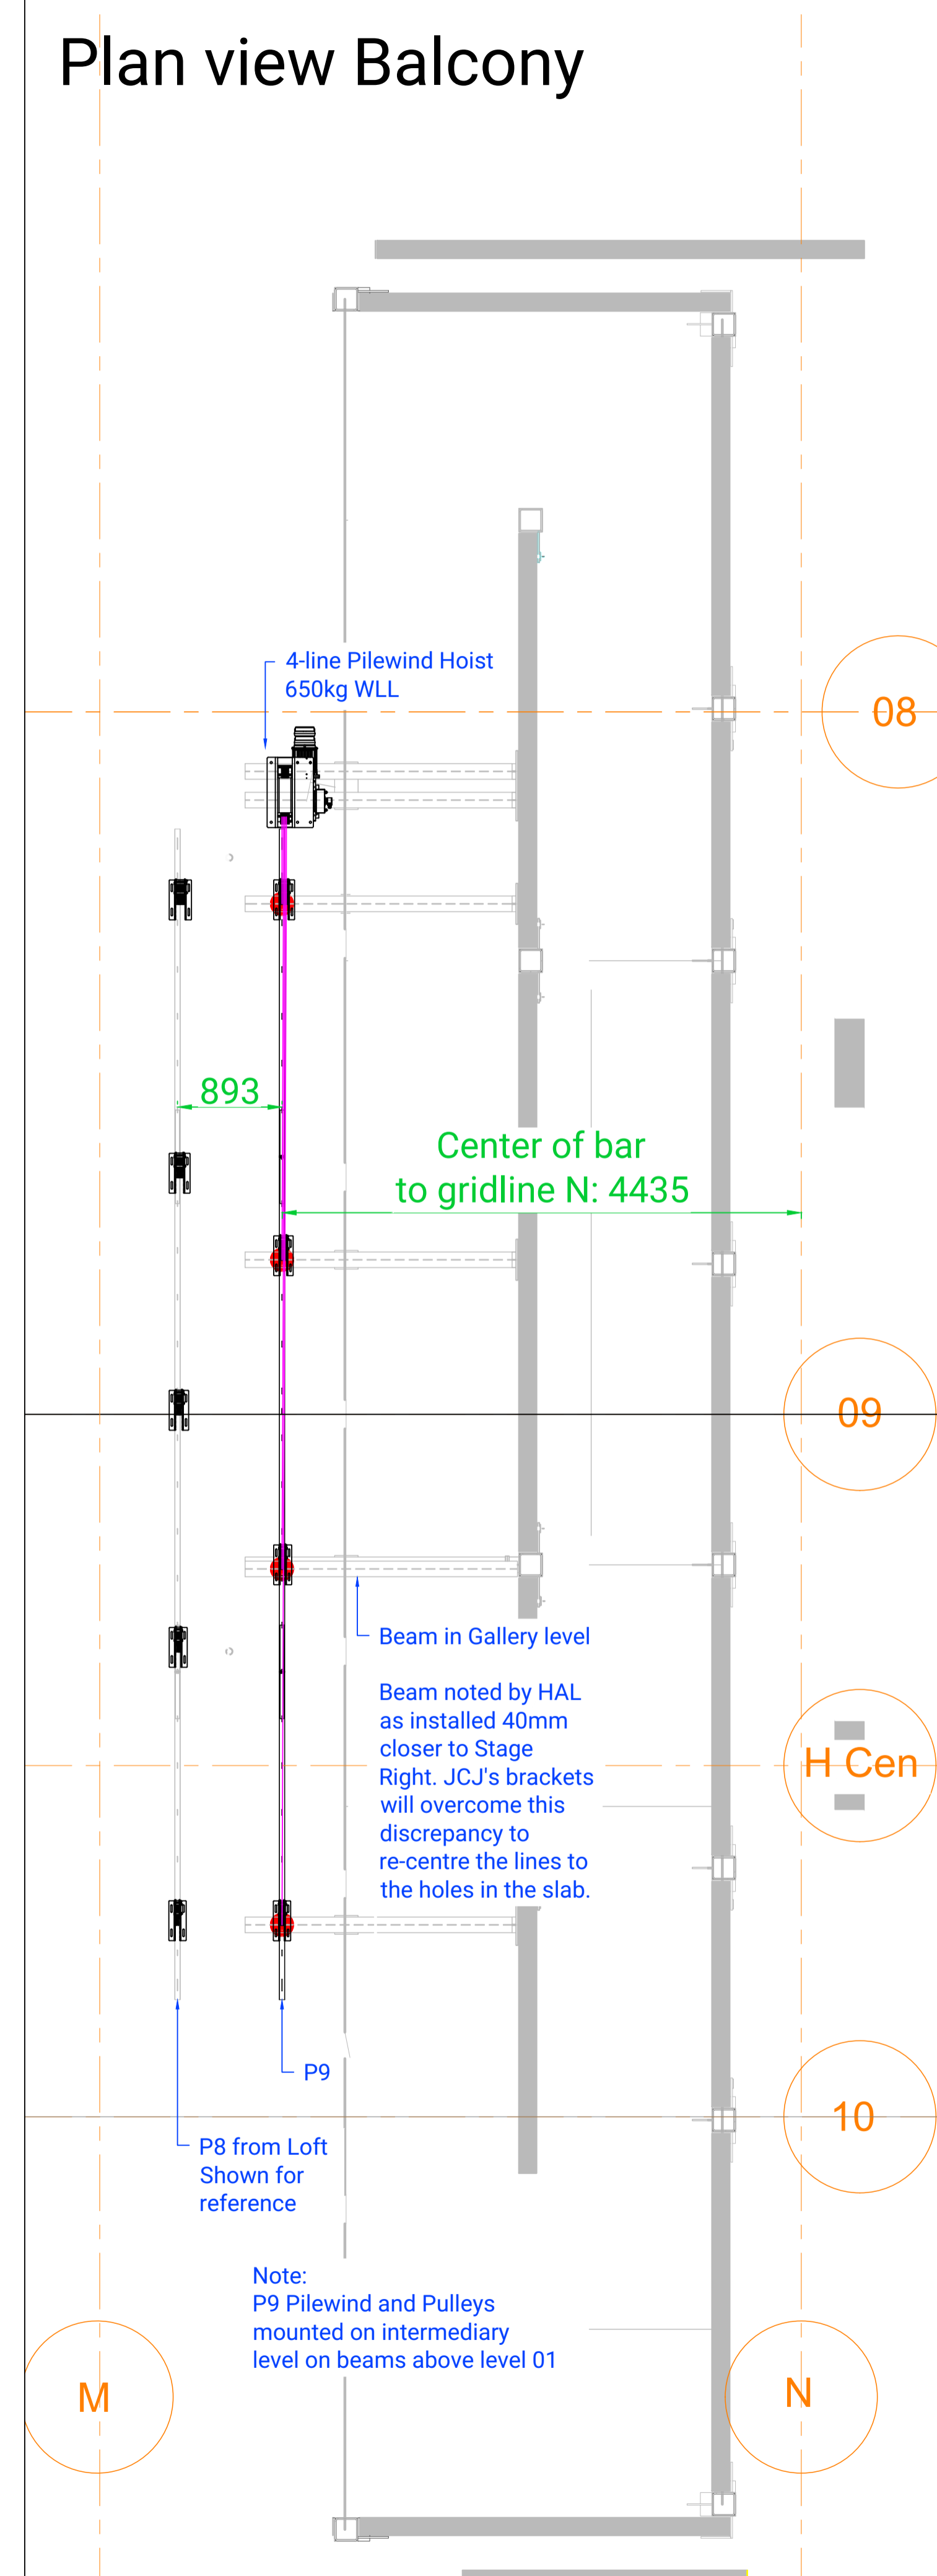 Plan view Balcony
4-line Pilewind Hoist
650kg WLL
08
893
Center of bar
to gridline N: 4435
09
Beam in Gallery level
Beam noted by HAL
as installed 40mm
closer to Stage
Right. JCJ's brackets
will overcome this
discrepancy to
re-centre the lines to
the holes in the slab.
H Cen
P9
10
P8 from Loft
Shown for
reference
Note:
P9 Pilewind and Pulleys
mounted on intermediary
level on beams above level 01
M
N